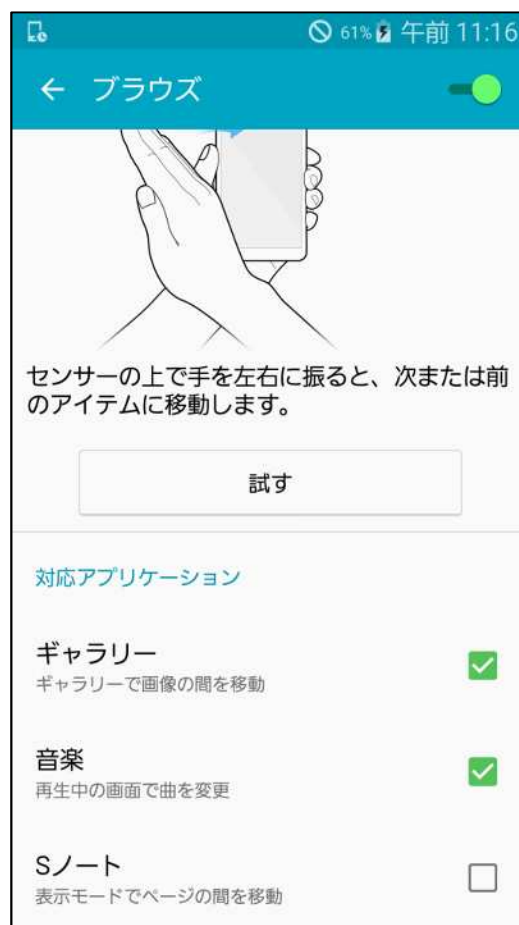 61% 午前 11:16
ブラウズ
センサーの上で手を左右に振ると、次または前
のアイテムに移動します。
試す
対応アプリケーション
ギャラリー
ギャラリーで画像の間を移動
音楽
再生中の画面で曲を変更
Sノート
表示モードでページの間を移動